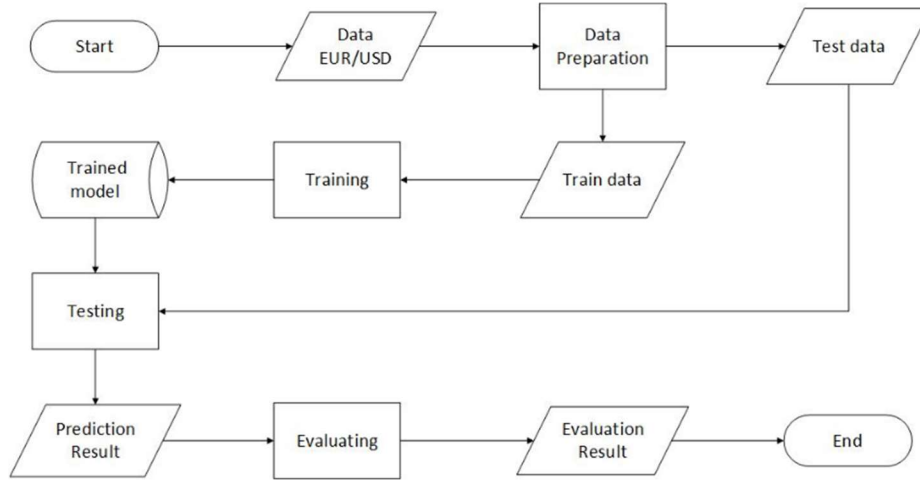 Start
Data
EUR/USD
Data
Preparation
Test data
Trained
model
Training
Train data
Testing
Prediction
Result
Evaluating
Evaluation
Result
End